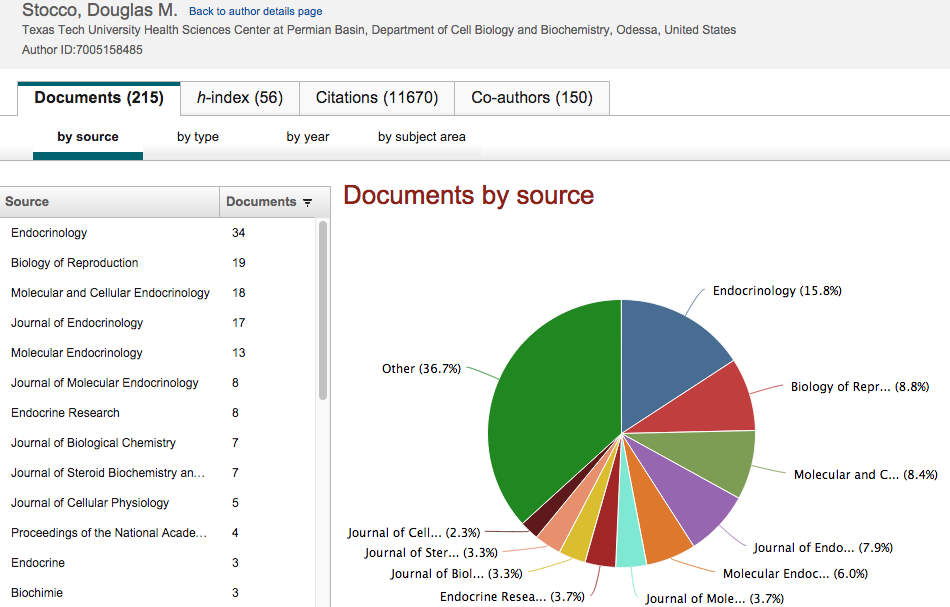 Stocco, Douglas M. Back to author details page
Texas Tech University Health Sciences Center at Permian Basin, Department of Cell Biology and Biochemistry, Odessa, United States
Author ID:7005158485
Documents (215) h-index (56) Citations (11670) Co-authors (150)
by source by type by year by subject area
Source Documents
Endocrinology 34
Biology of Reproduction 19
Molecular and Cellular Endocrinology 18
Journal of Endocrinology 17
Molecular Endocrinology 13
Journal of Molecular Endocrinology 8
Endocrine Research 8
Journal of Biological Chemistry 7
Journal of Steroid Biochemistry an... 7
Journal of Cellular Physiology 5
Proceedings of the National Acade... 4
Endocrine 3
Biochimie 3
Documents by source
Endocrinology (15.8%)
Other (36.7%)
Biology of Repr... (8.8%)
Molecular and C... (8.4%)
Journal of Cell... (2.3%)
Journal of Endo... (7.9%)
Journal of Ster... (3.3%)
Journal of Biol... (3.3%)
Molecular Endoc... (6.0%)
Endocrine Resea... (3.7%)
Journal of Mole... (3.7%)